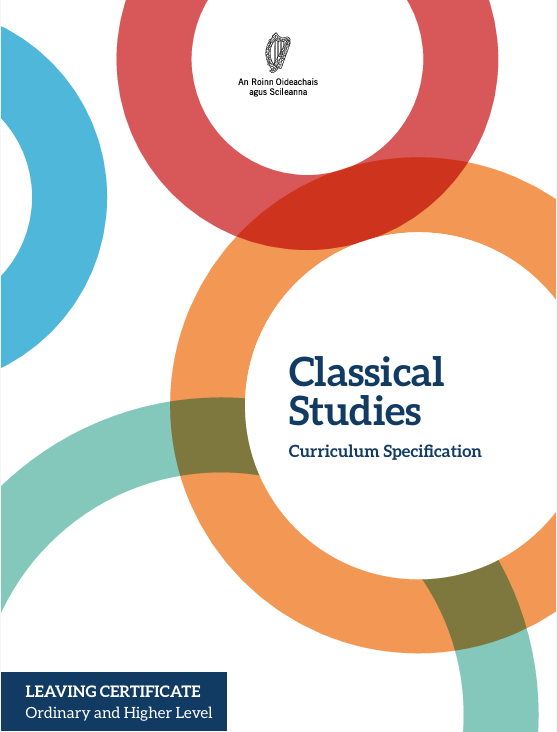 An Roinn Oideachais
agus Scileanna
Classical
Studies
Curriculum Specification
LEAVING CERTIFICATE
Ordinary and Higher Level